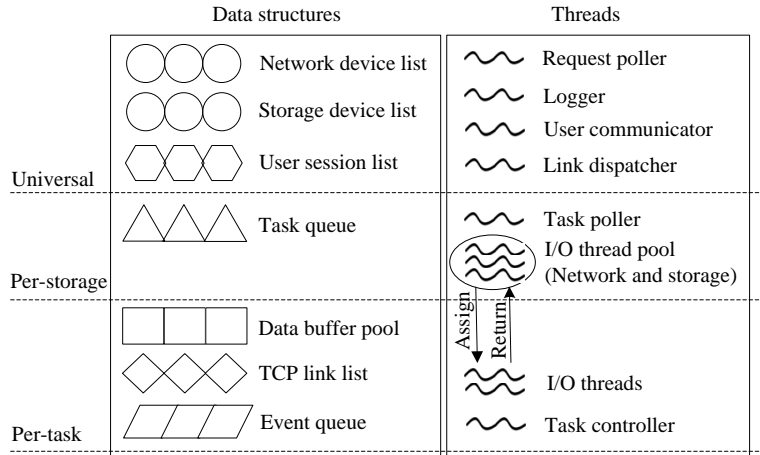 Data structures
Threads
Network device list
Storage device list
User session list
Universal
Request poller
Logger
User communicator
Link dispatcher
Task queue
Per-storage
Task poller
I/O thread pool
(Network and storage)
Assign
Return
Data buffer pool
TCP link list
Event queue
Per-task
I/O threads
Task controller